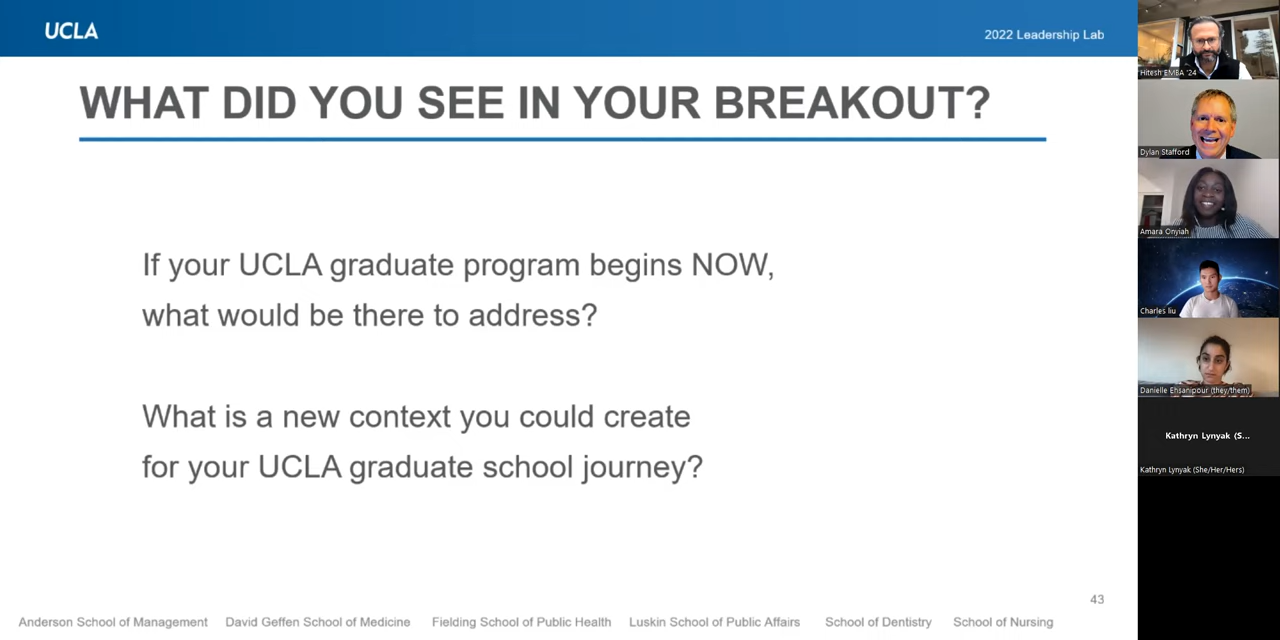 UCLA
2022 Leadership Lab
WHAT DID YOU SEE IN YOUR BREAKOUT?
If your UCLA graduate program begins NOW,
what would be there to address?
What is a new context you could create
for your UCLA graduate school journey?
43
Anderson School of Management David Geffen School of Medicine Fielding School of Public Health Luskin School of Public Affairs School of Dentistry School of Nursing
Hitesh EMBA '24
Dylan Stafford
Amara Onyiah
Charles liu
Danielle Ehsanipour (they/them)
Kathryn Lynyak (S...
Kathryn Lynyak (She/Her/Hers)